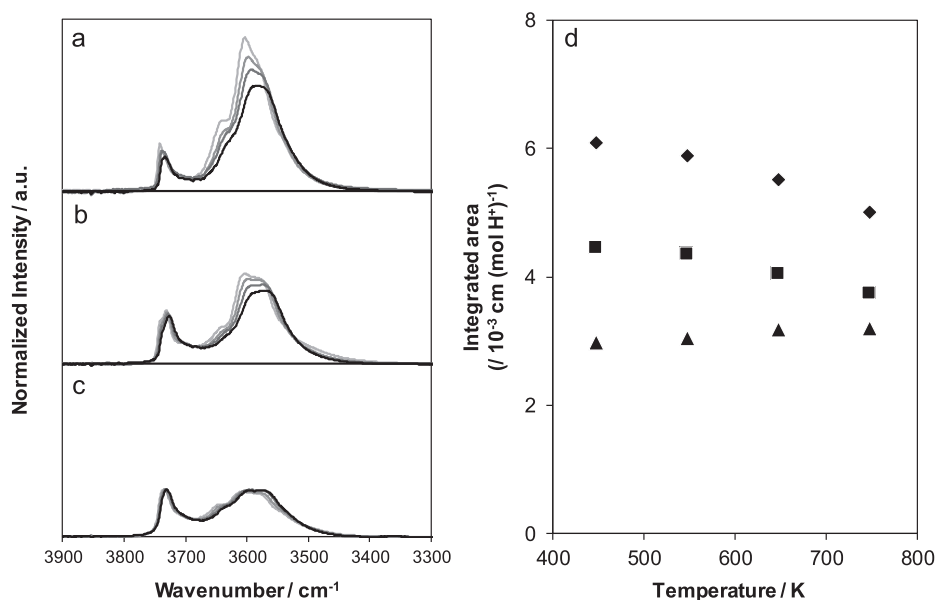 a
b
c
Normalized Intensity / a.u.
3900 3800 3700 3600 3500 3400 3300
Wavenumber / cm⁻¹
d
Integrated area
(/ 10⁻³ cm (mol H⁺)⁻¹)
8
6
4
2
0
400 500 600 700 800
Temperature / K